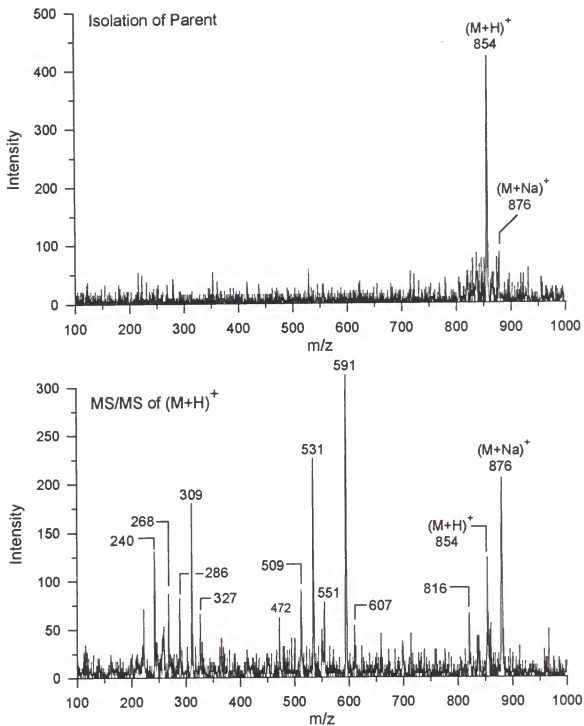 500
Isolation of Parent
(M+H)+
854
400
300
Intensity
(M+Na)+
876
200
100
0
100 200 300 400 500 600 700 800 900 1000
m/z
591
300
MS/MS of (M+H)+
250
531
(M+Na)+
876
200
309
Intensity
268
150
240
(M+H)+
854
509
286
816
100
327
551
472
607
50
0
100 200 300 400 500 600 700 800 900 1000
m/z